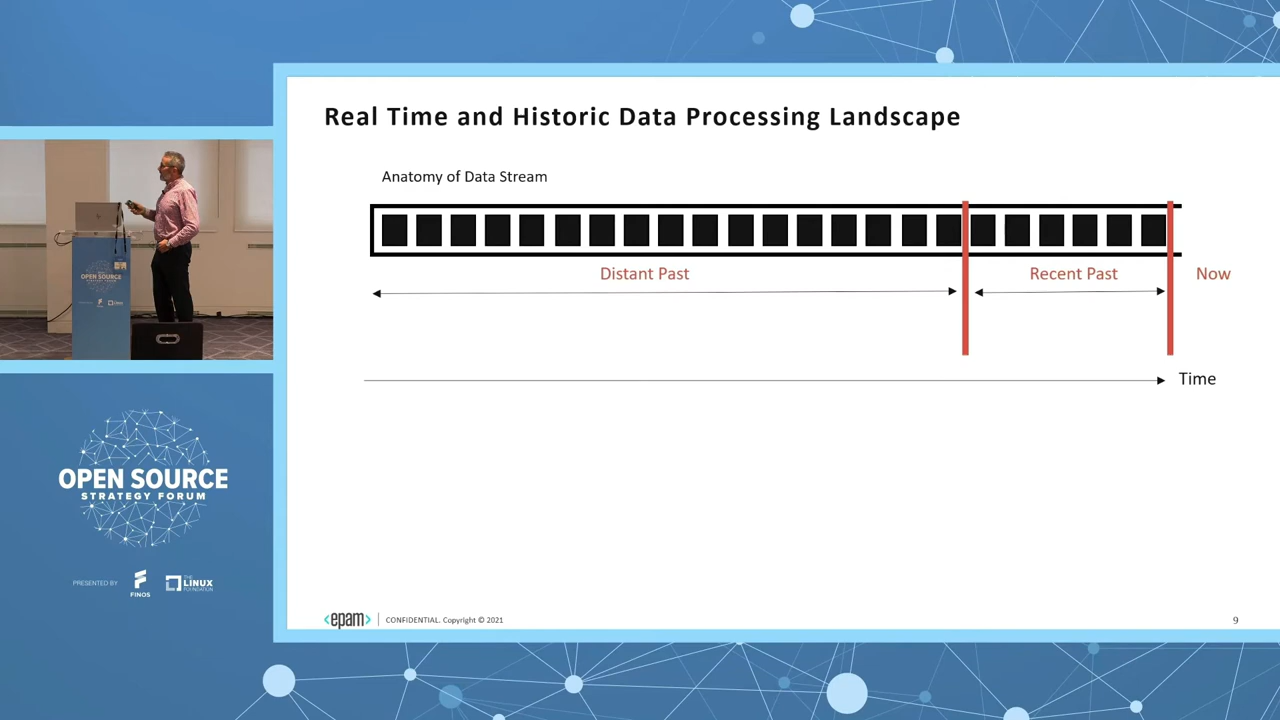 Real Time and Historic Data Processing Landscape
Anatomy of Data Stream
Distant Past
Recent Past
Now
Time
<epam>
CONFIDENTIAL. Copyright © 2021
9
OPEN SOURCE
STRATEGY FORUM
PRESENTED BY
FINOS
THE
LINUX
FOUNDATION